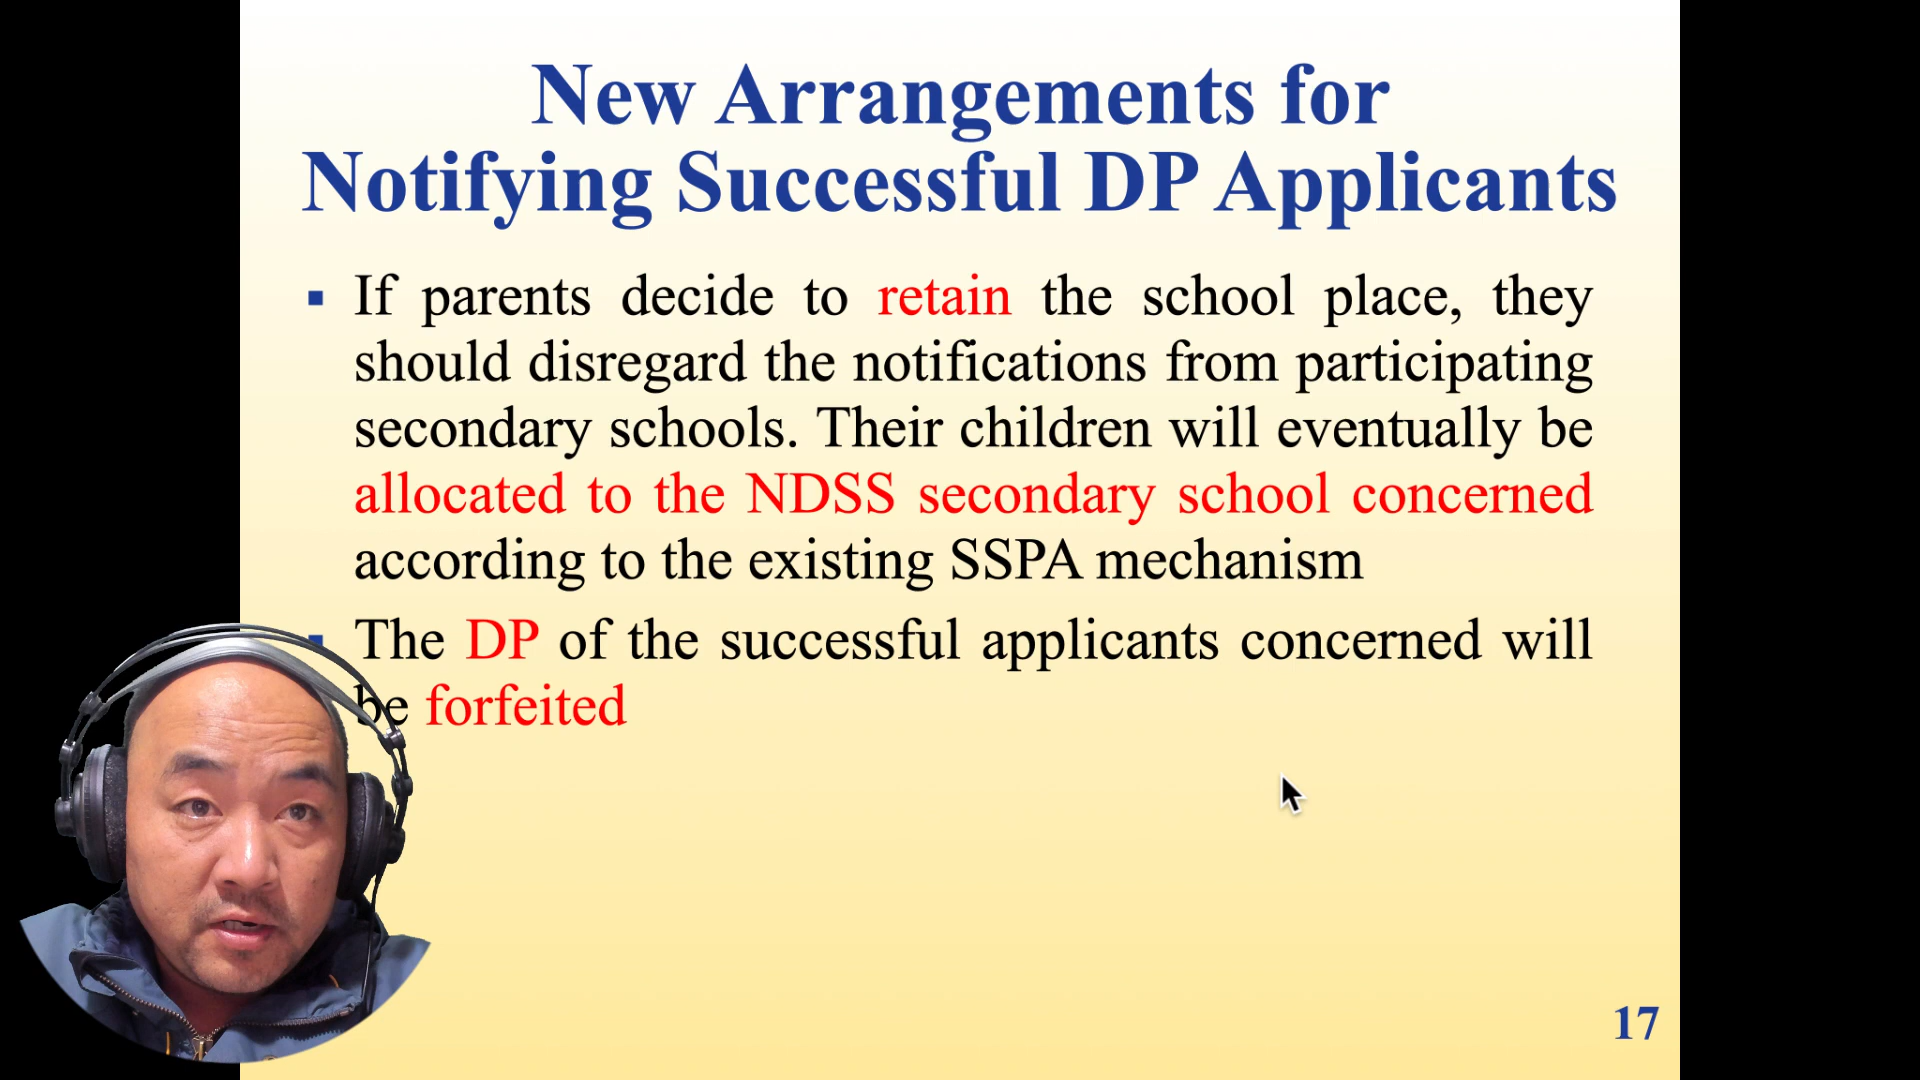 New Arrangements for
Notifying Successful DP Applicants
▪ If parents decide to retain the school place, they
should disregard the notifications from participating
secondary schools. Their children will eventually be
allocated to the NDSS secondary school concerned
according to the existing SSPA mechanism
▪ The DP of the successful applicants concerned will
be forfeited
17